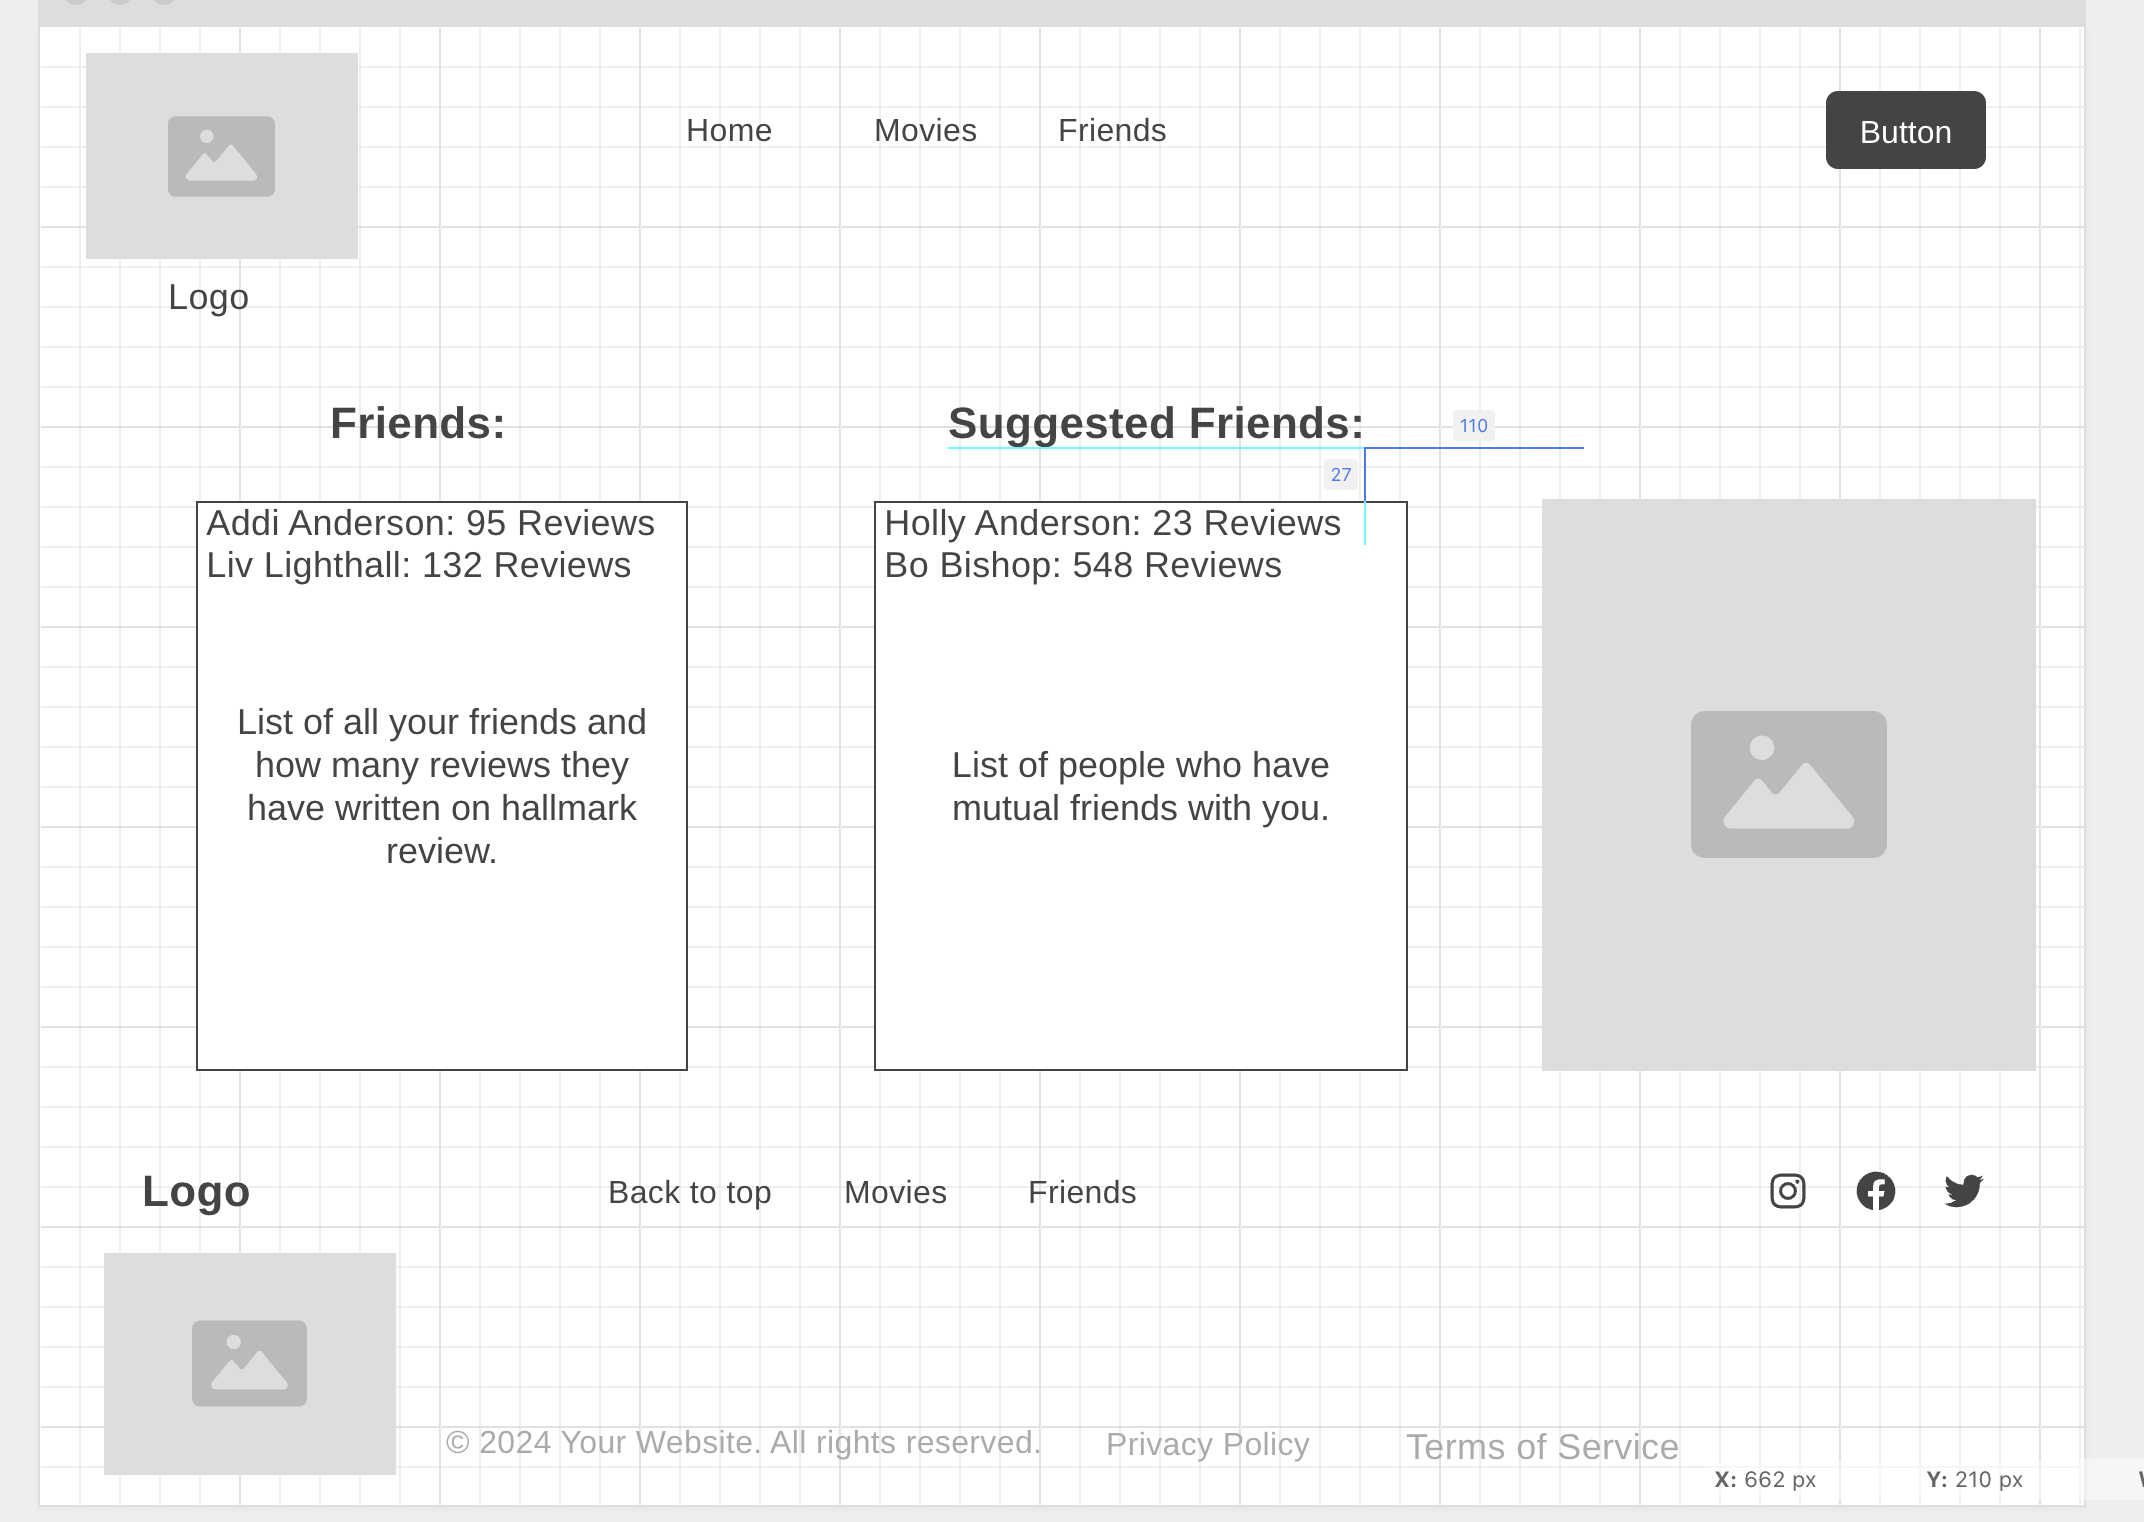 Home Movies Friends Button
Logo
Friends: Suggested Friends: 110
27
Addi Anderson: 95 Reviews
Liv Lighthall: 132 Reviews
Holly Anderson: 23 Reviews
Bo Bishop: 548 Reviews
List of all your friends and
how many reviews they
have written on hallmark
review.
List of people who have
mutual friends with you.
Logo Back to top Movies Friends
© 2024 Your Website. All rights reserved. Privacy Policy Terms of Service
X: 662 px Y: 210 px